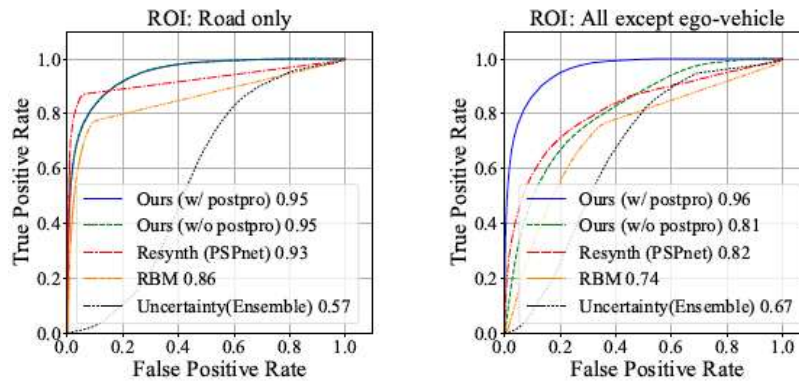 ROI: Road only
True Positive Rate
1.0
0.8
0.6
0.4
0.2
0.0
Ours (w/ postpro) 0.95
Ours (w/o postpro) 0.95
Resynth (PSPnet) 0.93
RBM 0.86
Uncertainty(Ensemble) 0.57
0.0 0.2 0.4 0.6 0.8 1.0
False Positive Rate
ROI: All except ego-vehicle
True Positive Rate
1.0
0.8
0.6
0.4
0.2
0.0
Ours (w/ postpro) 0.96
Ours (w/o postpro) 0.81
Resynth (PSPnet) 0.82
RBM 0.74
Uncertainty(Ensemble) 0.67
0.0 0.2 0.4 0.6 0.8 1.0
False Positive Rate